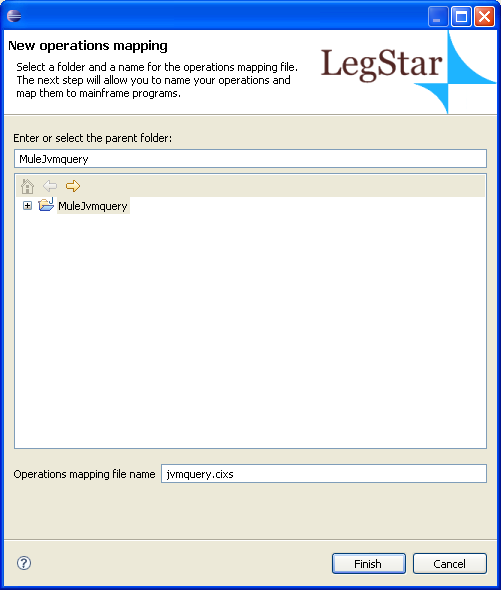 New operations mapping
Select a folder and a name for the operations mapping file.
The next step will allow you to name your operations and
map them to mainframe programs.
LegStar
Enter or select the parent folder:
MuleJvmquery
MuleJvmquery
Operations mapping file name
jvmquery.cixs
?
Finish
Cancel